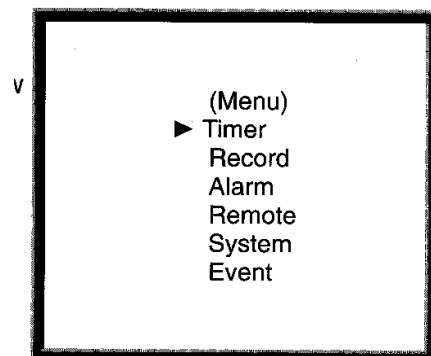 (Menu)
► Timer
Record
Alarm
Remote
System
Event